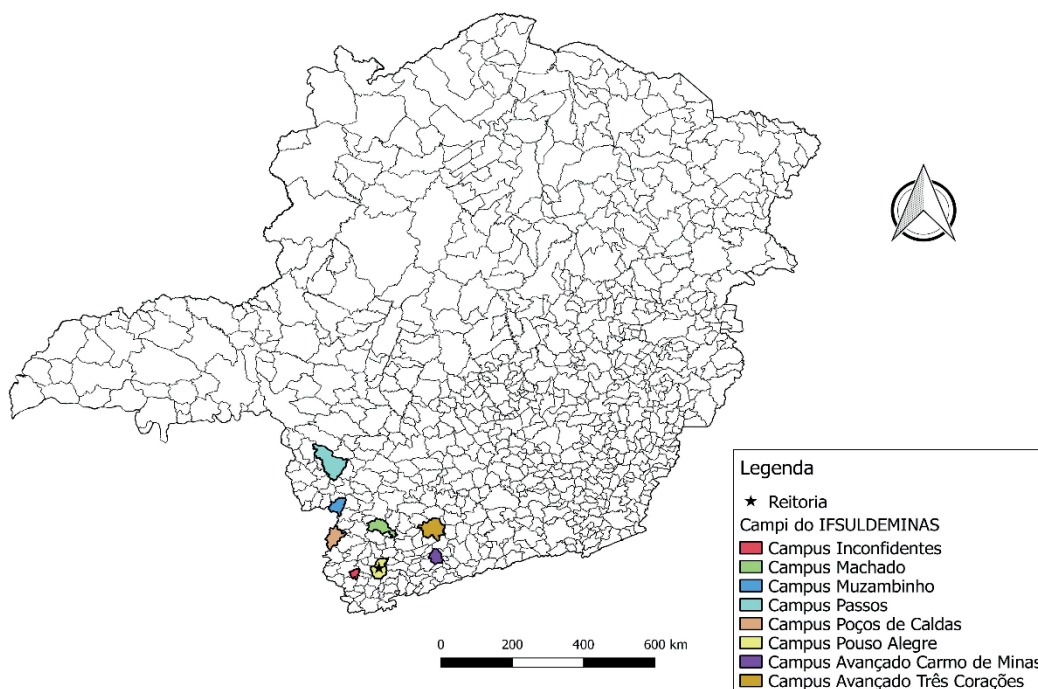 Legenda
Reitoria
Campi do IFSULDEMINAS
Campus Inconfidentes
Campus Machado
Campus Muzambinho
Campus Passos
Campus Poços de Caldas
Campus Pouso Alegre
Campus Avançado Carmo de Minas
Campus Avançado Três Corações
0 200 400 600 km